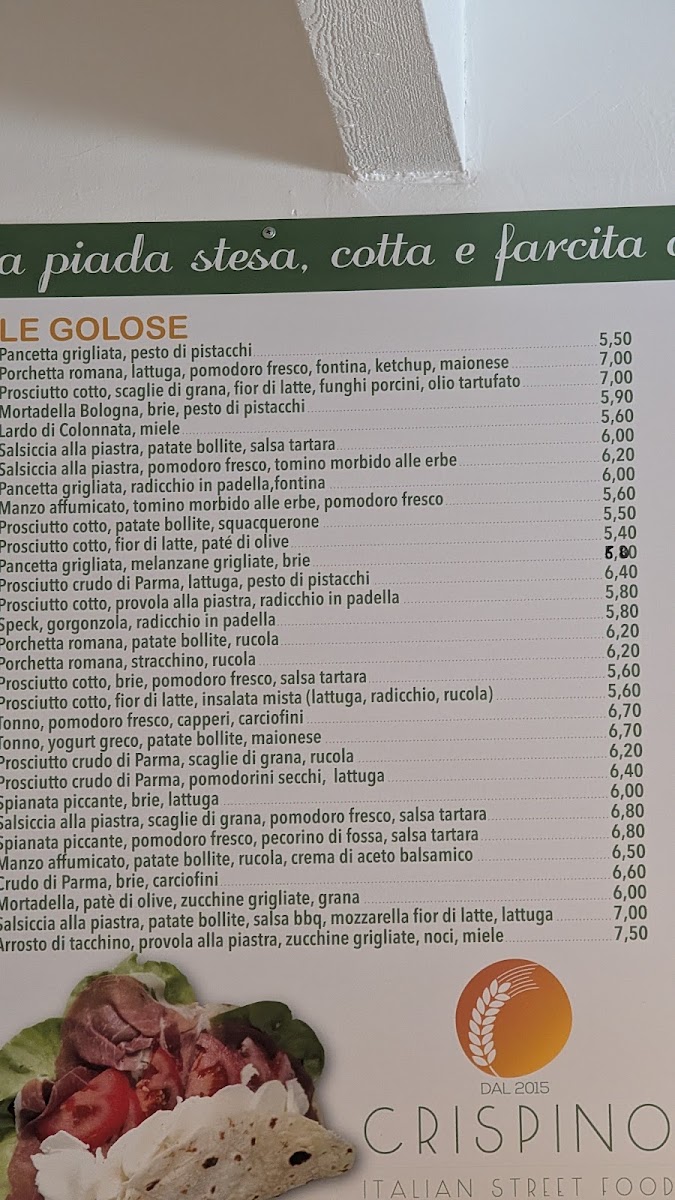 a piada stesa, cotta e farcita
LE GOLOSE
Pancetta grigliata, pesto di pistacchi 5,50
Porchetta romana, lattuga, pomodoro fresco, fontina, ketchup, maionese 7,00
Prosciutto cotto, scaglie di grana, fior di latte, funghi porcini, olio tartufato 7,00
Mortadella Bologna, brie, pesto di pistacchi 5,90
Lardo di Colonnata, miele 5,60
Salsiccia alla piastra, patate bollite, salsa tartara 6,00
Salsiccia alla piastra, pomodoro fresco, tomino morbido alle erbe 6,20
Pancetta grigliata, radicchio in padella,fontina 6,00
Manzo affumicato, tomino morbido alle erbe, pomodoro fresco 5,60
Prosciutto cotto, patate bollite, squacquerone 5,50
Prosciutto cotto, fior di latte, paté di olive 5,40
Pancetta grigliata, melanzane grigliate, brie
Prosciutto crudo di Parma, lattuga, pesto di pistacchi 6,40
Prosciutto cotto, provola alla piastra, radicchio in padella 5,80
Speck, gorgonzola, radicchio in padella 5,80
Porchetta romana, patate bollite, rucola 6,20
Porchetta romana, stracchino, rucola 6,20
Prosciutto cotto, brie, pomodoro fresco, salsa tartara 5,60
Prosciutto cotto, fior di latte, insalata mista (lattuga, radicchio, rucola) 5,60
Tonno, pomodoro fresco, capperi, carciofini 6,70
Tonno, yogurt greco, patate bollite, maionese 6,70
Prosciutto crudo di Parma, scaglie di grana, rucola 6,20
Prosciutto crudo di Parma, pomodorini secchi, lattuga 6,40
Spianata piccante, brie, lattuga 6,00
Salsiccia alla piastra, scaglie di grana, pomodoro fresco, salsa tartara 6,80
Spianata piccante, pomodoro fresco, pecorino di fossa, salsa tartara 6,80
Manzo affumicato, patate bollite, rucola, crema di aceto balsamico 6,50
Crudo di Parma, brie, carciofini 6,60
Mortadella, patè di olive, zucchine grigliate, grana 6,00
Salsiccia alla piastra, patate bollite, salsa bbq, mozzarella fior di latte, lattuga 7,00
Arrosto di tacchino, provola alla piastra, zucchine grigliate, noci, miele 7,50
DAL 2015
CRISPINO
ITALIAN STREET FOOD